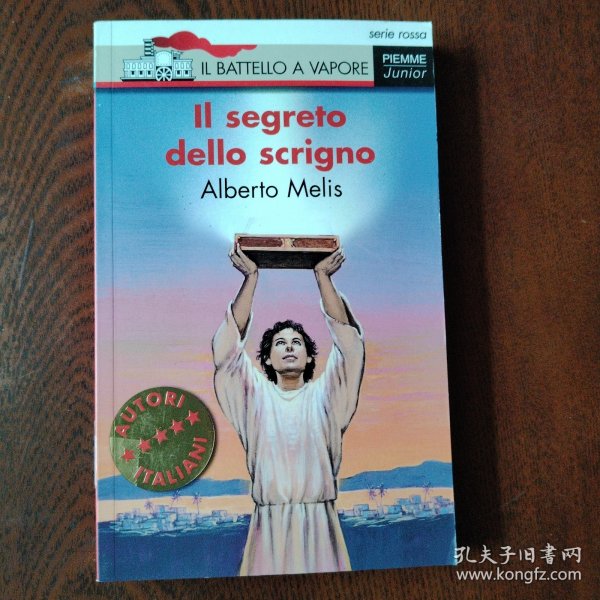 serie rossa
IL BATTELLO A VAPORE
PIEMME
Junior
Il segreto
dello scrigno
Alberto Melis
AUTORI
ITALIANI
孔夫子旧書网
www.kongfz.com